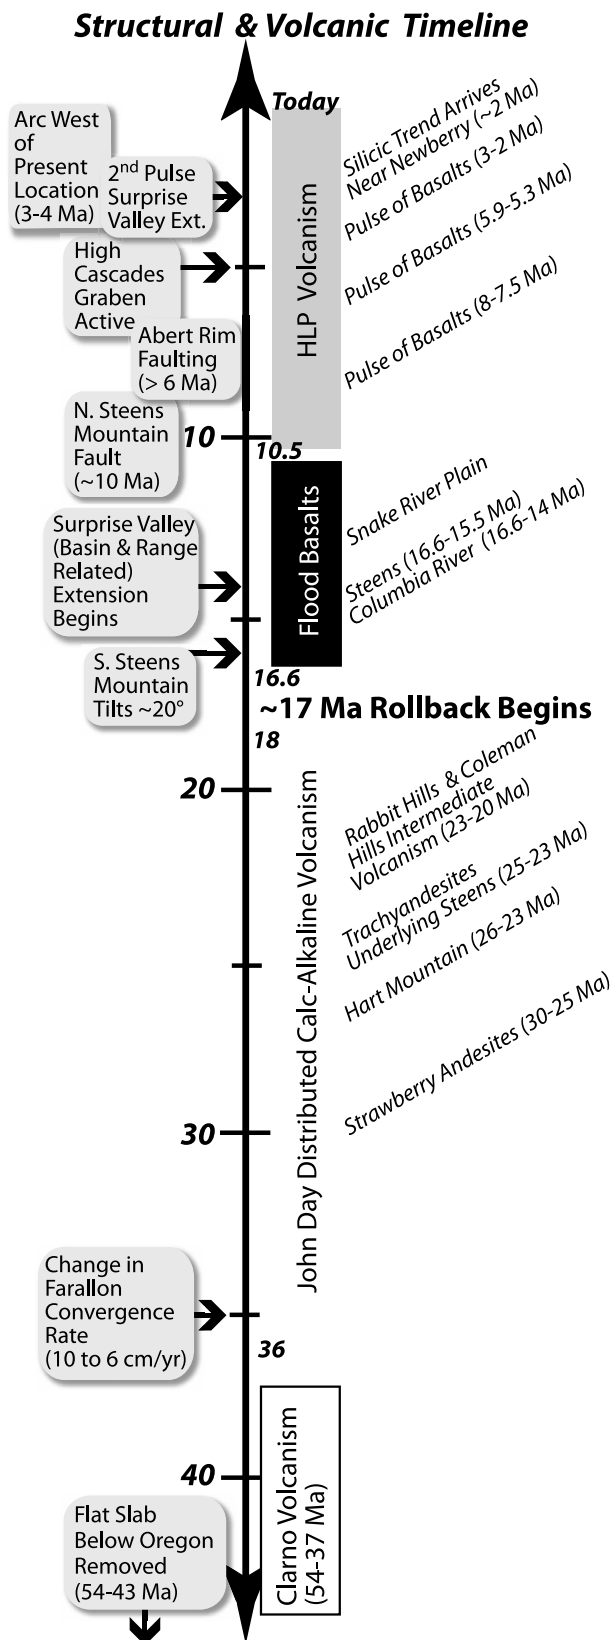 Structural & Volcanic Timeline
Today
Arc West
of
Present
Location
(3-4 Ma)
2nd Pulse
Surprise
Valley Ext.
High
Cascades
Graben
Active
Abert Rim
Faulting
(> 6 Ma)
N. Steens
Mountain
Fault
(~10 Ma)
Surprise Valley
(Basin & Range
Related)
Extension
Begins
S. Steens
Mountain
Tilts ~20°
Change in
Farallon
Convergence
Rate
(10 to 6 cm/yr)
Flat Slab
Below Oregon
Removed
(54-43 Ma)
10
20
30
40
10.5
16.6
18
36
HLP Volcanism
Flood Basalts
~17 Ma Rollback Begins
John Day Distributed Calc-Alkaline Volcanism
Clarno Volcanism
(54-37 Ma)
Silicic Trend Arrives
Near Newberry (~2 Ma)
Pulse of Basalts (3-2 Ma)
Pulse of Basalts (5.9-5.3 Ma)
Pulse of Basalts (8-7.5 Ma)
Snake River Plain
Steens (16.6-15.5 Ma)
Columbia River (16.6-14 Ma)
Rabbit Hills & Coleman
Hills Intermediate
Volcanism (23-20 Ma)
Trachyandesites
Underlying Steens (25-23 Ma)
Hart Mountain (26-23 Ma)
Strawberry Andesites (30-25 Ma)